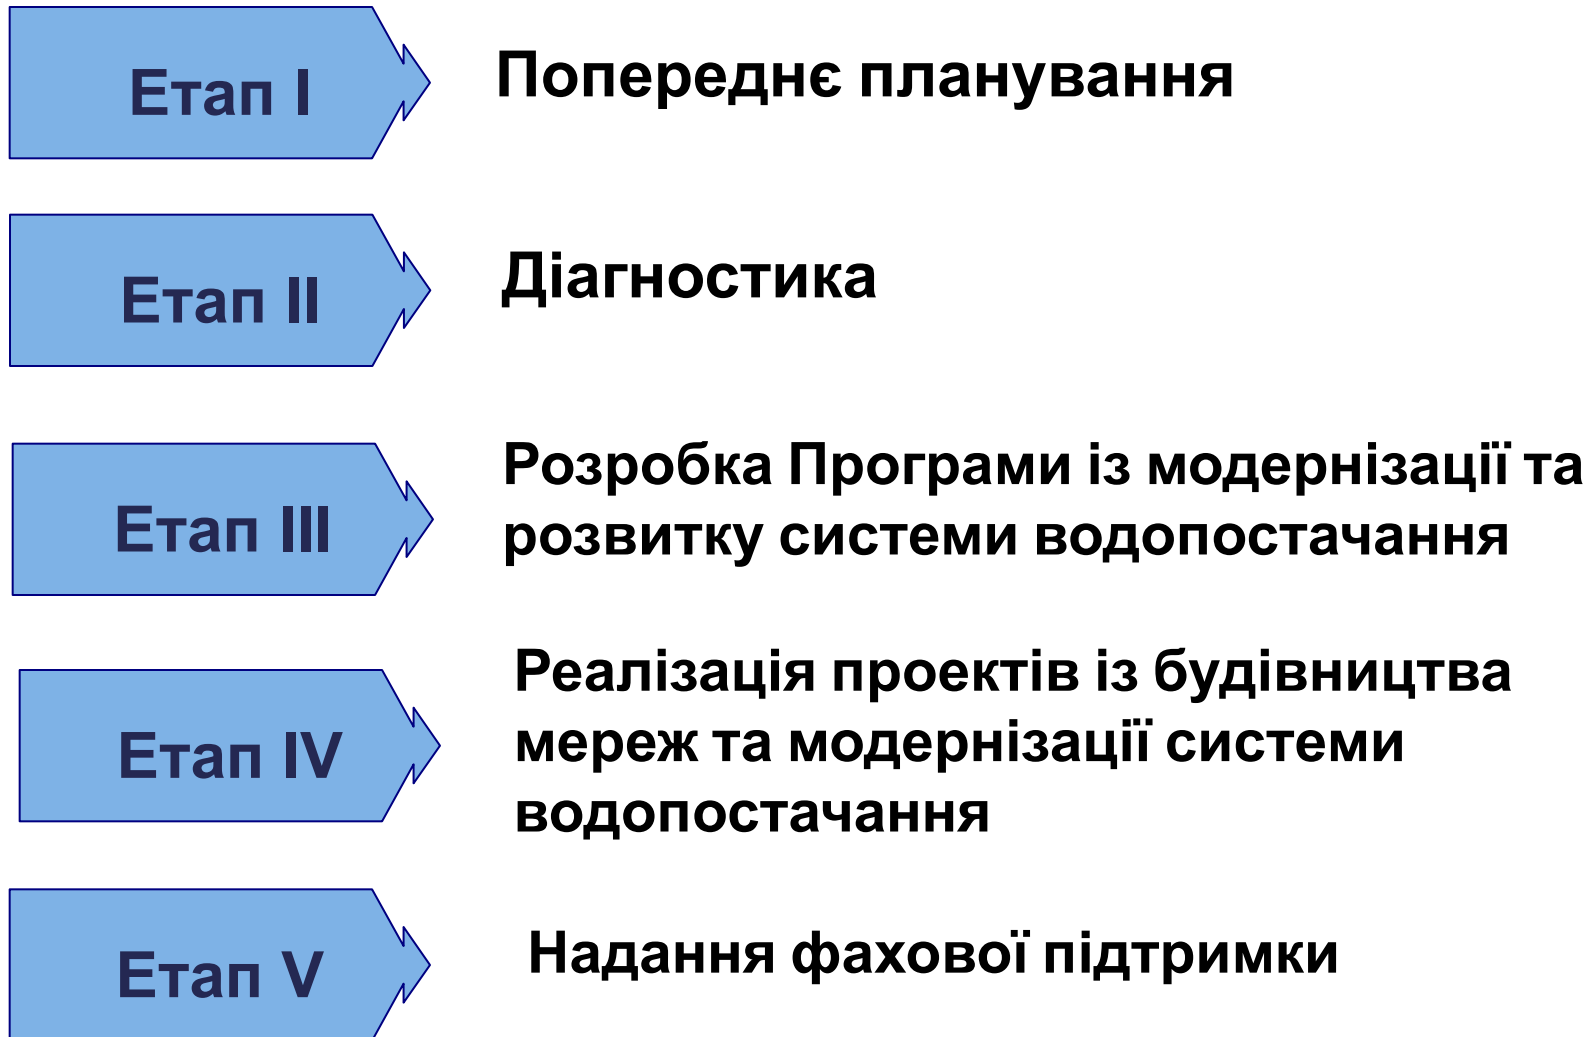 Етап I
Попереднє планування
Етап II
Діагностика
Етап III
Розробка Програми із модернізації та
розвитку системи водопостачання
Етап IV
Реалізація проектів із будівництва
мереж та модернізації системи
водопостачання
Етап V
Надання фахової підтримки